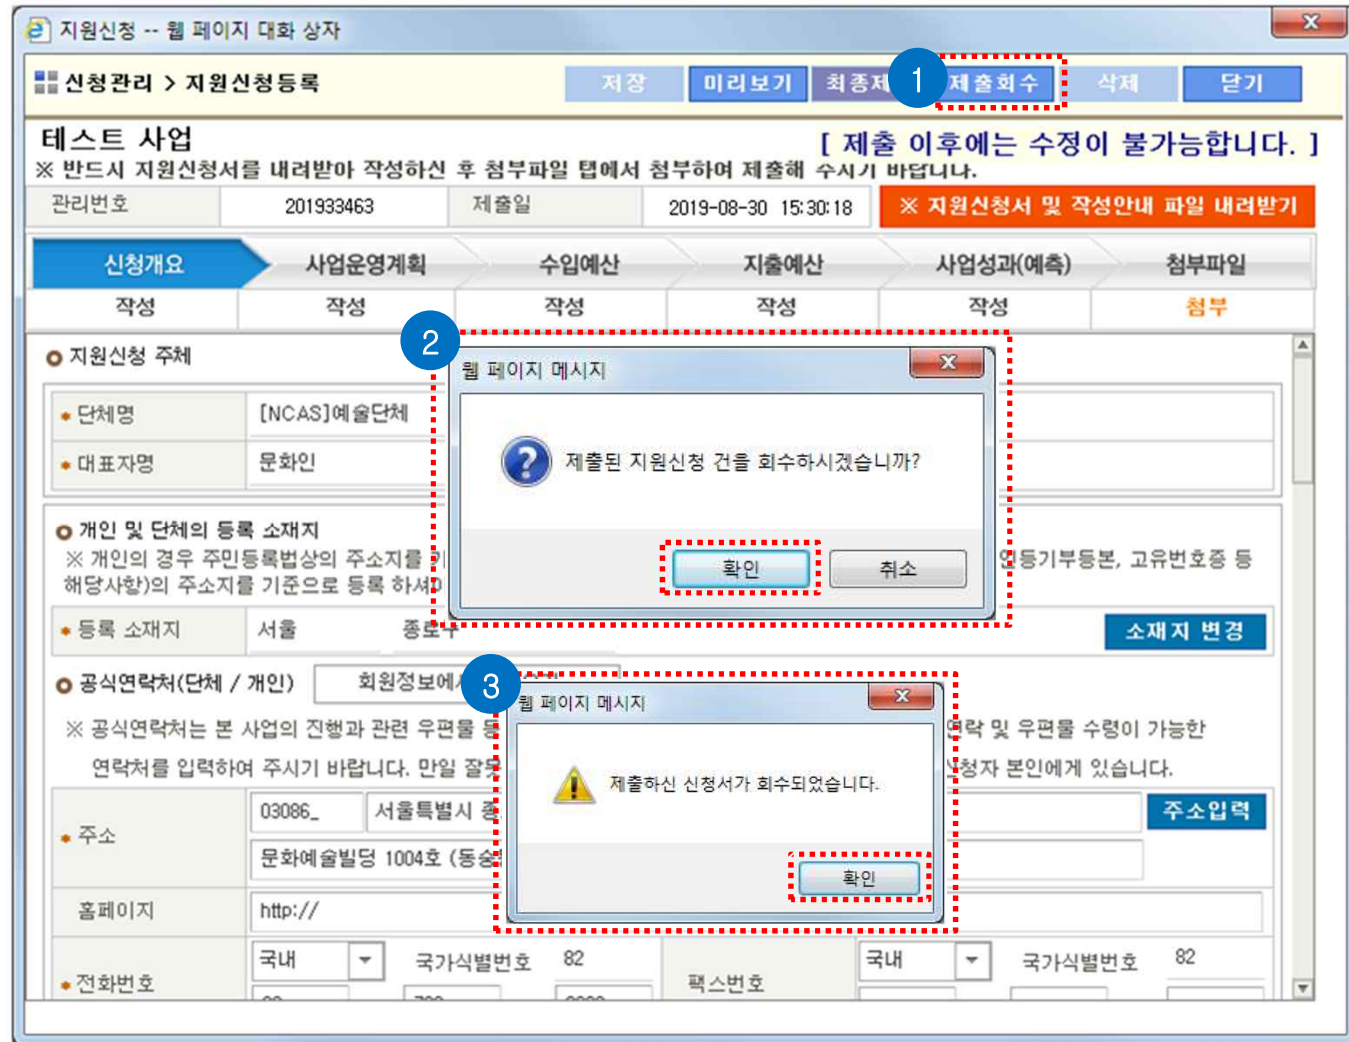 지원신청 -- 웹 페이지 대화 상자
신청관리 > 지원신청등록
저장
미리보기
최종제
1
제출회수
삭제
닫기
테스트 사업
[ 제출 이후에는 수정이 불가능합니다. ]
※ 반드시 지원신청서를 내려받아 작성하신 후 첨부파일 탭에서 첨부하여 제출해 주시기 바랍니다.
관리번호
201933463
제출일
2019-08-30 15:30:18
※ 지원신청서 및 작성안내 파일 내려받기
신청개요
사업운영계획
수입예산
지출예산
사업성과(예측)
첨부파일
작성
작성
작성
작성
작성
첨부
지원신청 주체
2
웹 페이지 메시지
단체명
[NCAS]예술단체
대표자명
문화인
제출된 지원신청 건을 회수하시겠습니까?
확인
취소
개인 및 단체의 등록 소재지
※ 개인의 경우 주민등록법상의 주소지를 기
인등기부등본, 고유번호증 등
해당사항)의 주소지를 기준으로 등록 하셔야
등록 소재지
서울
종로구
소재지 변경
공식연락처(단체 / 개인)
회원정보에
3
웹 페이지 메시지
※ 공식연락처는 본 사업의 진행과 관련 우편물 등
연락 및 우편물 수령이 가능한
연락처를 입력하여 주시기 바랍니다. 만일 잘못
신청자 본인에게 있습니다.
제출하신 신청서가 회수되었습니다.
확인
주소
03086_
서울특별시 종
주소입력
문화예술빌딩 1004호 (동숭
홈페이지
http://
전화번호
국내
국가식별번호
82
팩스번호
국내
국가식별번호
82